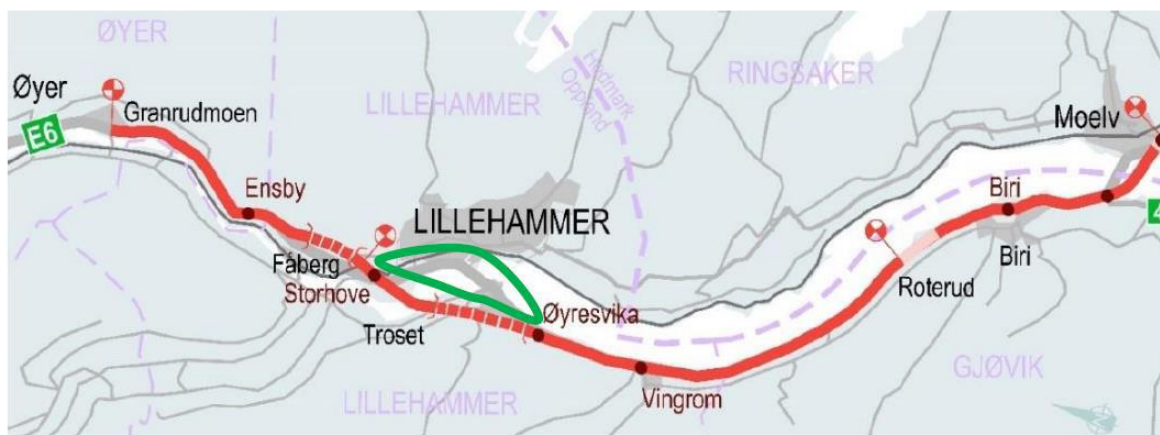 ØYER
Øyer
E6
Granrudmoen
LILLEHAMMER
Hedmark
Oppland
RINGSAKER
Moelv
Ensby
LILLEHAMMER
Fåberg
Storhove
Biri
4
Biri
Roterud
Øyresvika
Troset
GJØVIK
Vingrom
LILLEHAMMER